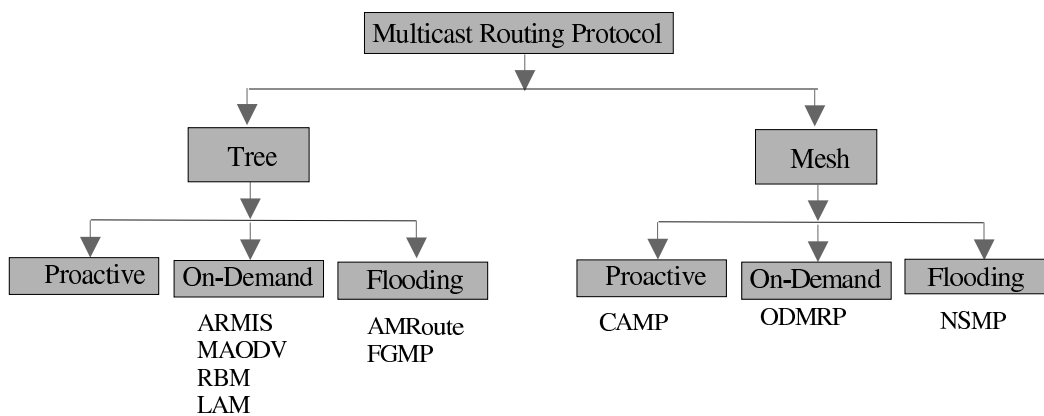 Multicast Routing Protocol
Tree
Mesh
Proactive
On-Demand
Flooding
Proactive
On-Demand
Flooding
ARMIS
MAODV
RBM
LAM
AMRoute
FGMP
CAMP
ODMRP
NSMP